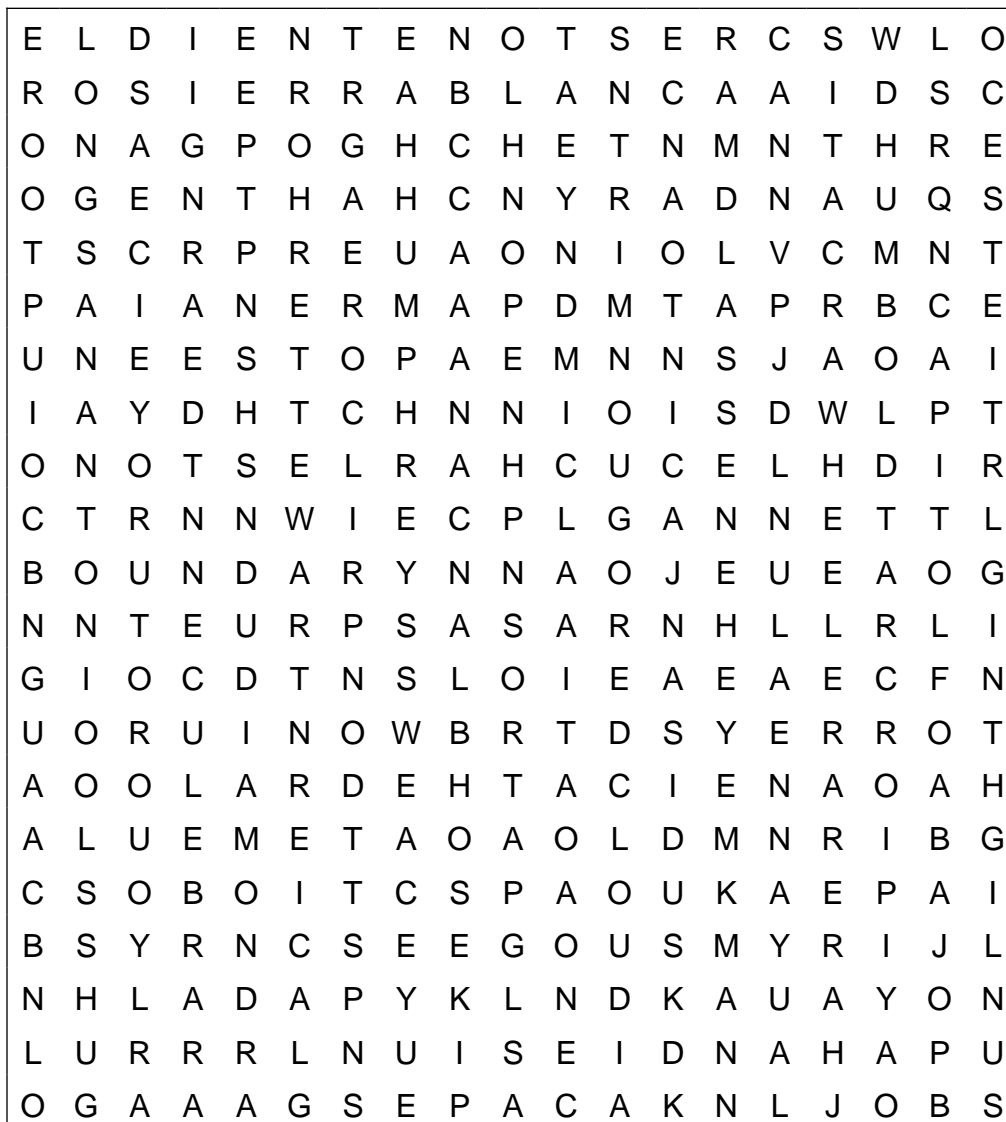 E L D I E N T E N O T S E R C S W L O
R O S I E R R A B L A N C A A I D S C
O N A G P O G H C H E T N M N T H R E
O G E N T H A H C N Y R A D N A U Q S
T S C R P R E U A O N I O L V C M N T
P A I A N E R M A P D M T A P R B C E
U N E E S T O P A E M N N S J A O A I
I A Y D H T C H N N I O I S D W L P T
O N O T S E L R A H C U C E L H D I R
C T R N N W I E C P L G A N N E T T L
B O U N D A R Y N N A O J E U E A O G
N N T E U R P S A S A R N H L L R L I
G I O C D T N S L O I E A E A E C F N
U O R U I N O W B R T D S Y E R R O T
A O O L A R D E H T A C I E N A O A H
A L U E M E T A O A O L D M N R I B G
C S O B O I T C S P A O U K A E P A I
B S Y R N C S E E G O U S M Y R I J L
N H L A D A P Y K L N D K A U A Y O N
L U R R R L N U I S E I D N A H A P U
O G A A A G S E P A C A K N L J O B S